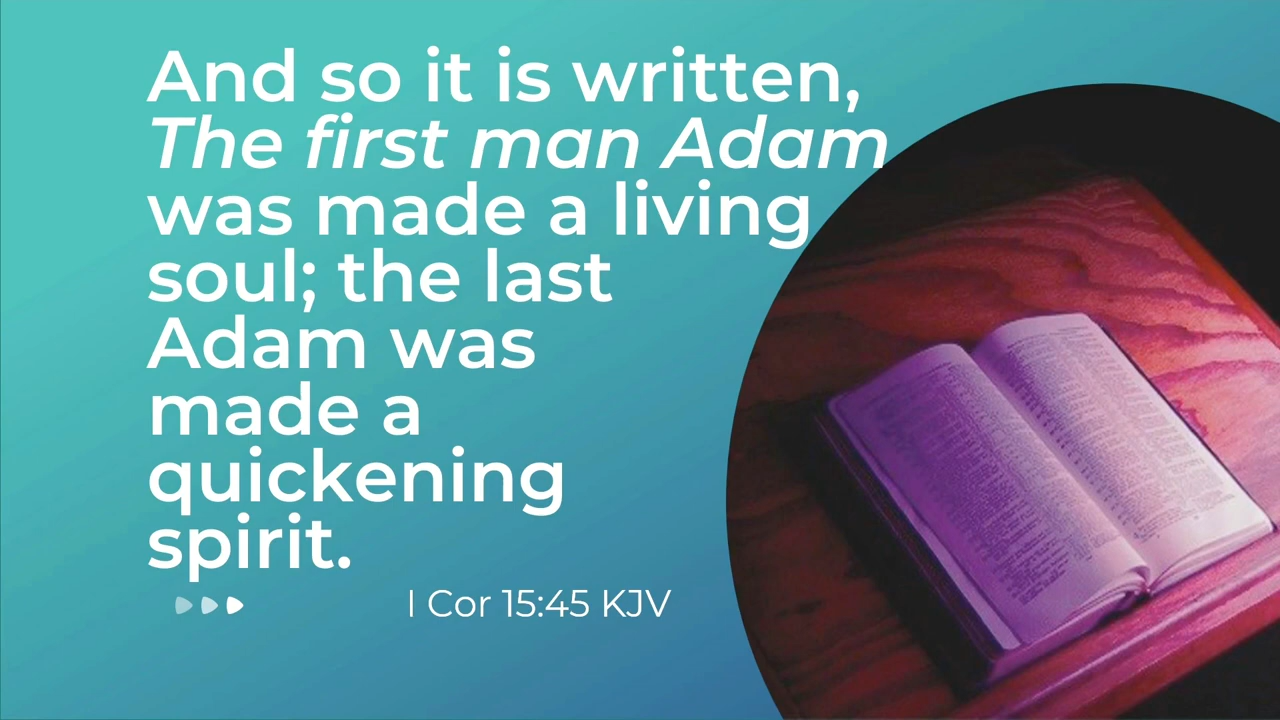 And so it is written,
The first man Adam
was made a living
soul; the last
Adam was
made a
quickening
spirit.
I Cor 15:45 KJV